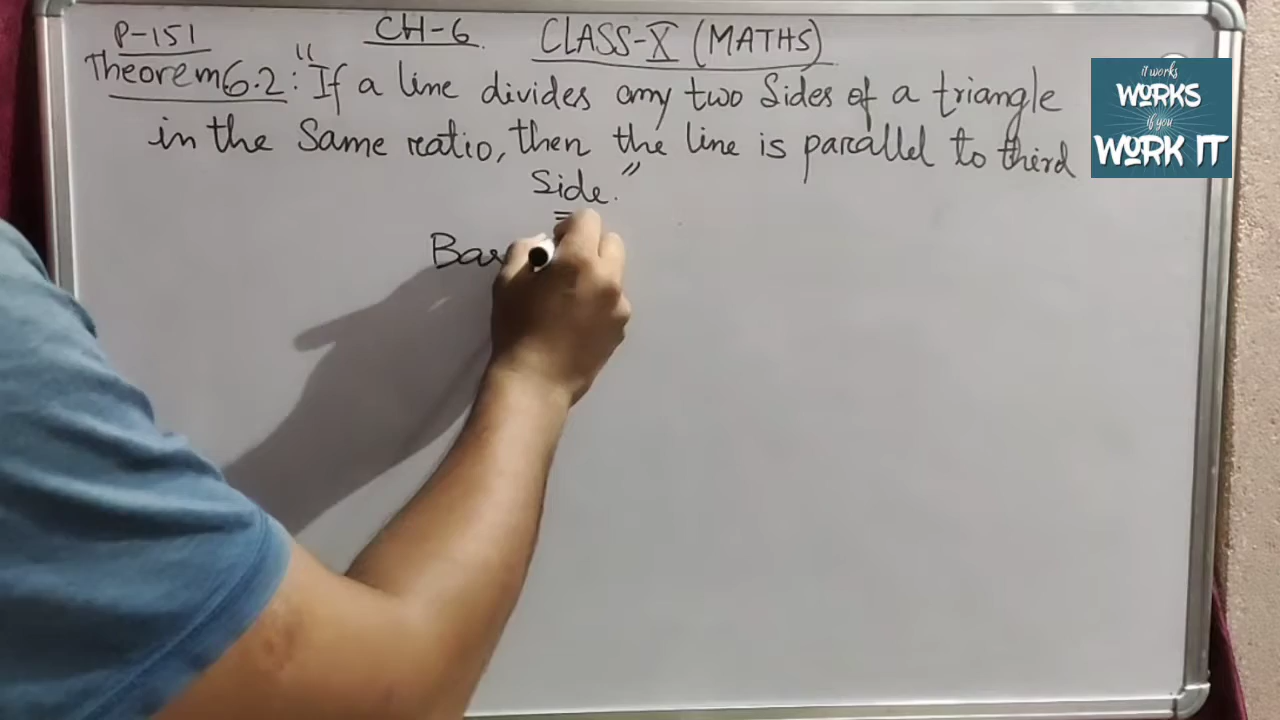 P-151 CH-6. CLASS-X (MATHS)
Theorem 6.2: "If a line divides any two Sides of a triangle
in the Same ratio, then the line is parallel to third
Side."
it works
WORKS
if you
WORK IT